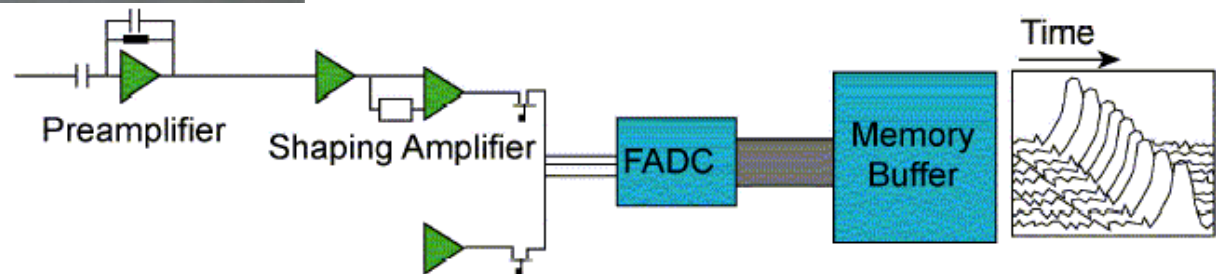 Time
Preamplifier
Shaping Amplifier
FADC
Memory
Buffer